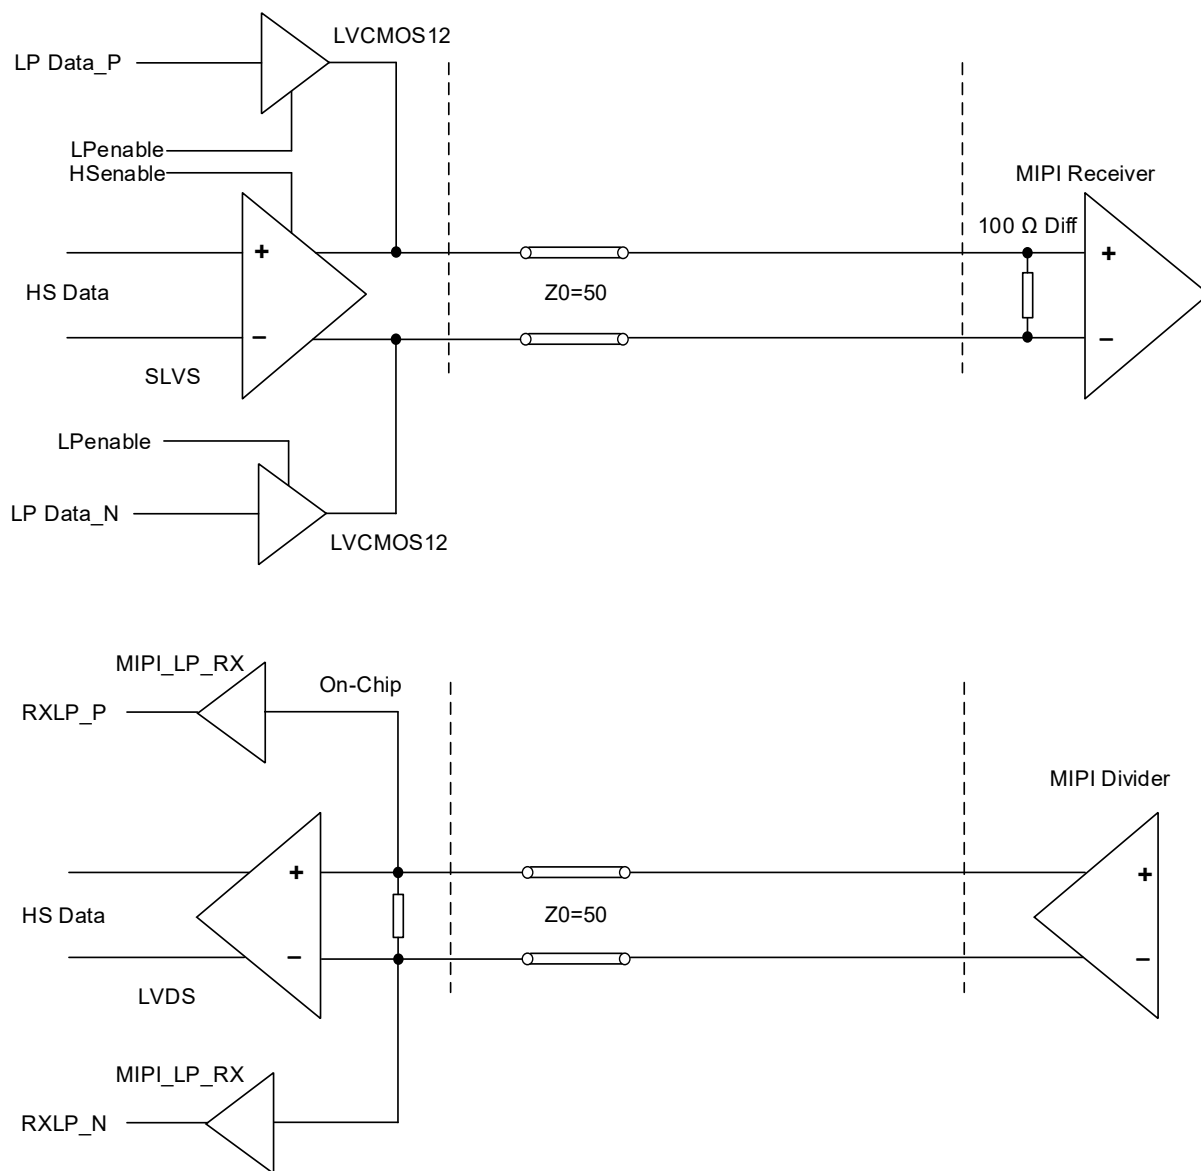 LVCMOS12
LP Data_P
LPenable
HSenable
MIPI Receiver
100 Ω Diff
+
+
HS Data
Z0=50
–
–
SLVS
LPenable
LP Data_N
LVCMOS12
MIPI_LP_RX
On-Chip
RXLP_P
MIPI Divider
+
+
HS Data
Z0=50
–
–
LVDS
MIPI_LP_RX
RXLP_N